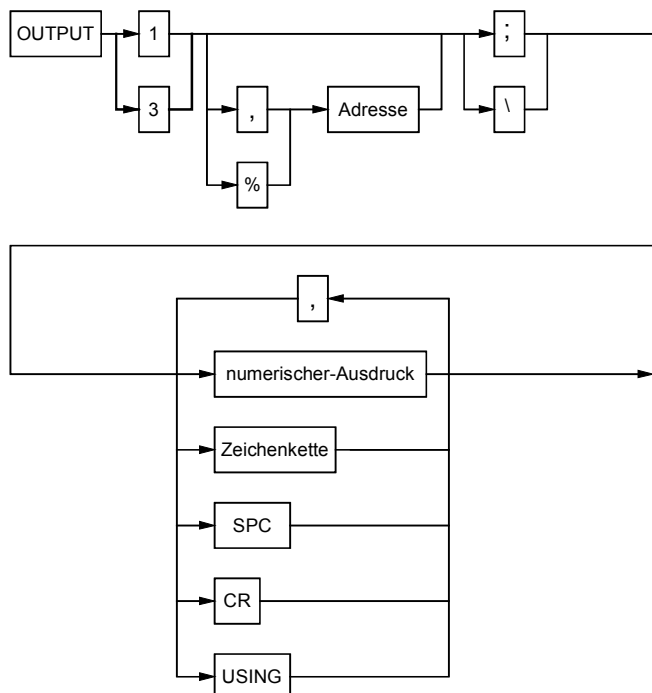 OUTPUT 1 ;
3 , Adresse \
%
,
numerischer-Ausdruck
Zeichenkette
SPC
CR
USING